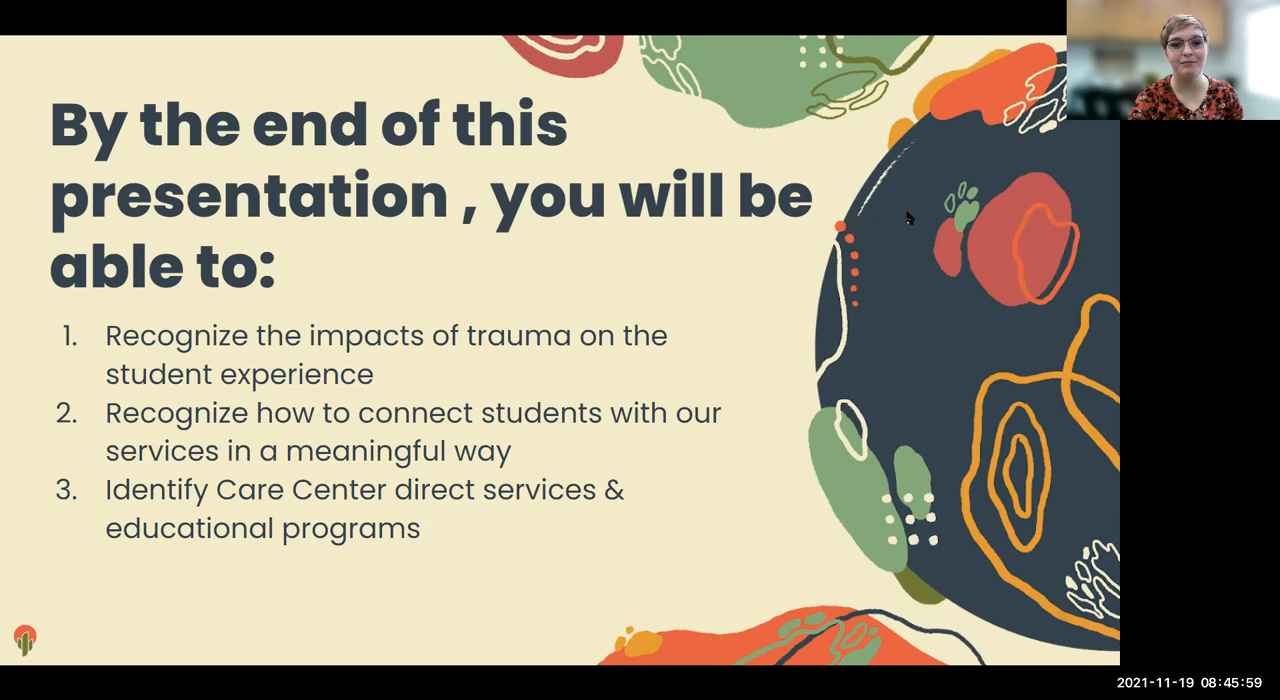 By the end of this
presentation , you will be
able to:
1. Recognize the impacts of trauma on the
student experience
2. Recognize how to connect students with our
services in a meaningful way
3. Identify Care Center direct services &
educational programs
2021-11-19 08:45:59